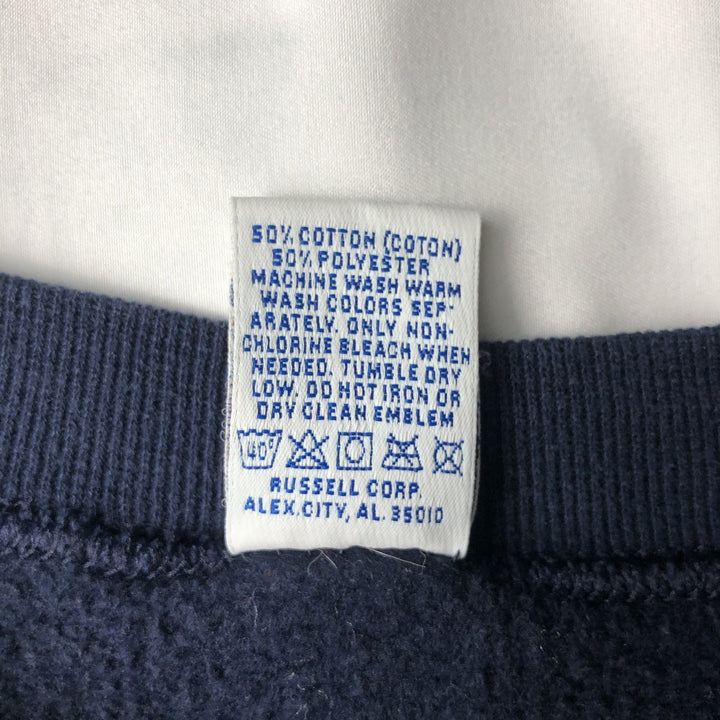 50% COTTON (COTON)
50% POLYESTER
MACHINE WASH WARM
WASH COLORS SEP-
ARATELY. ONLY NON-
CHLORINE BLEACH WHEN
NEEDED. TUMBLE DRY
LOW. DO NOT IRON OR
DRY CLEAN EMBLEM
40°
RUSSELL CORP.
ALEX.CITY, AL. 35010